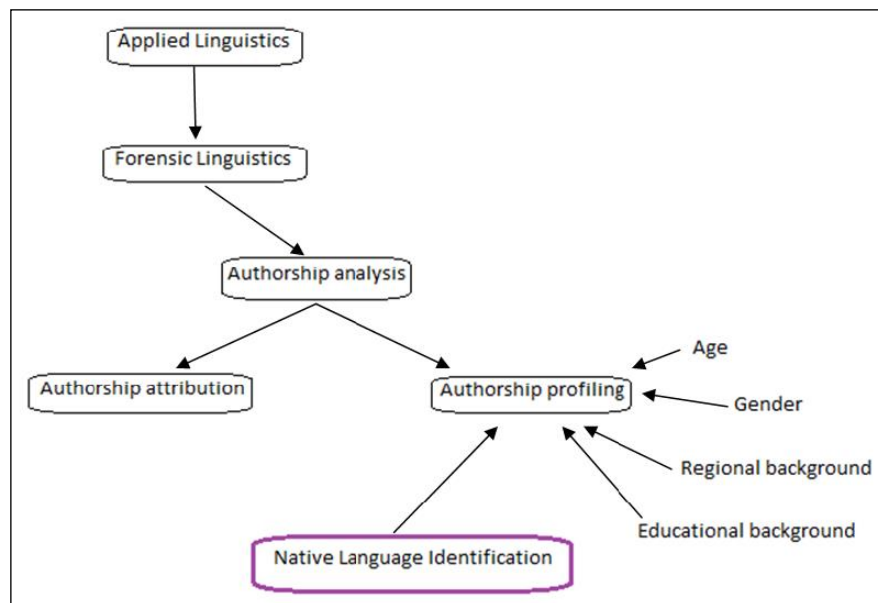 Applied Linguistics
Forensic Linguistics
Authorship analysis
Authorship attribution
Authorship profiling
Age
Gender
Regional background
Educational background
Native Language Identification